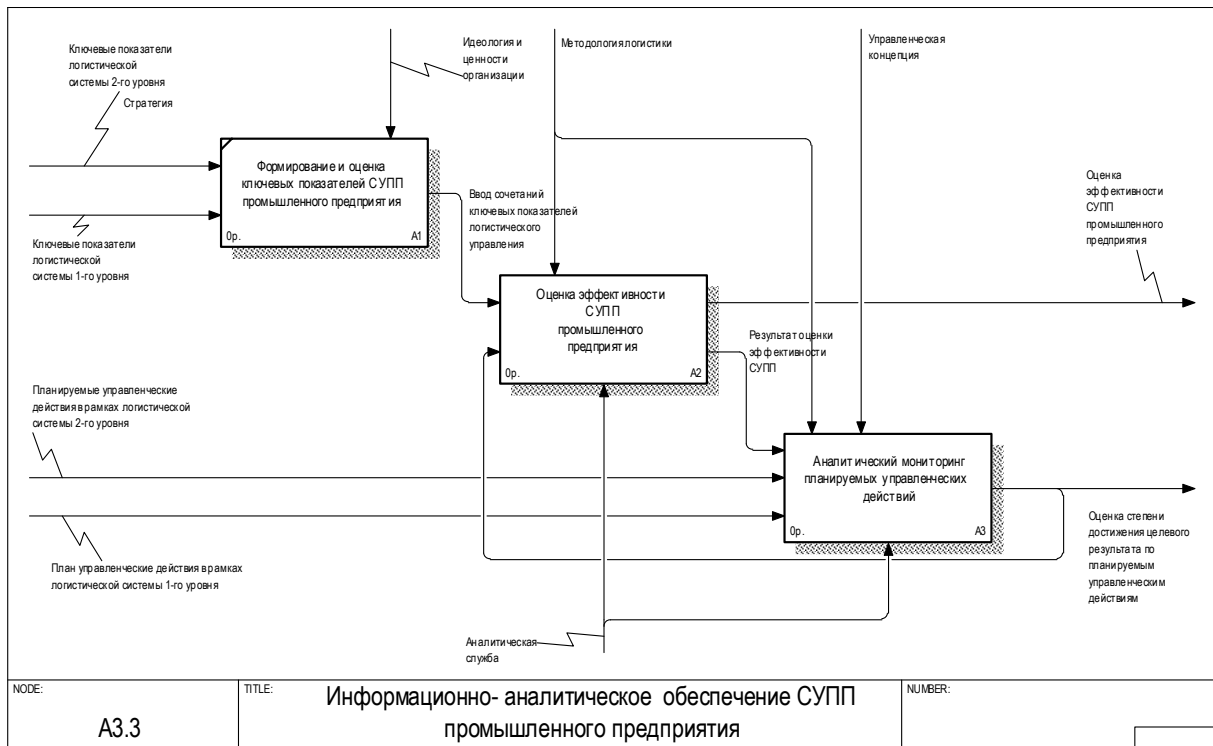 Ключевые показатели
логистической
системы 2-го уровня
Стратегия
Идеология и
ценности
организации
Методология логистики
Управленческая
концепция
Формирование и оценка
ключевых показателей СУПП
промышленного предприятия
0р.
A1
Ключевые показатели
логистической
системы 1-го уровня
Ввод сочетаний
ключевых показателей
логистического
управления
Оценка
эффективности
СУПП
промышленного
предприятия
Оценка эффективности
СУПП
промышленного
предприятия
0р.
A2
Результат оценки
эффективности
СУПП
Планируемые управленческие
действия в рамках логистической
системы 2-го уровня
Аналитический мониторинг
планируемых управленческих
действий
0р.
A3
План управленческие действия в рамках
логистической системы 1-го уровня
Оценка степени
достижения целевого
результата по
планируемым
управленческим
действиям
Аналитическая
служба
NODE:
A3.3
TITLE:
Информационно- аналитическое обеспечение СУПП
промышленного предприятия
NUMBER: